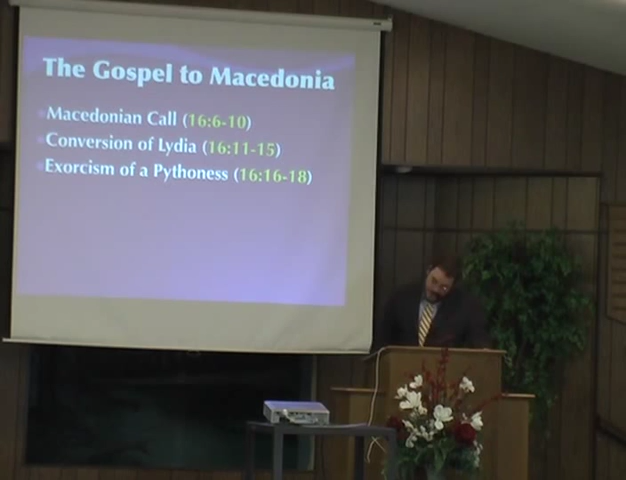 The Gospel to Macedonia
Macedonian Call (16:6-10)
Conversion of Lydia (16:11-15)
Exorcism of a Pythoness (16:16-18)